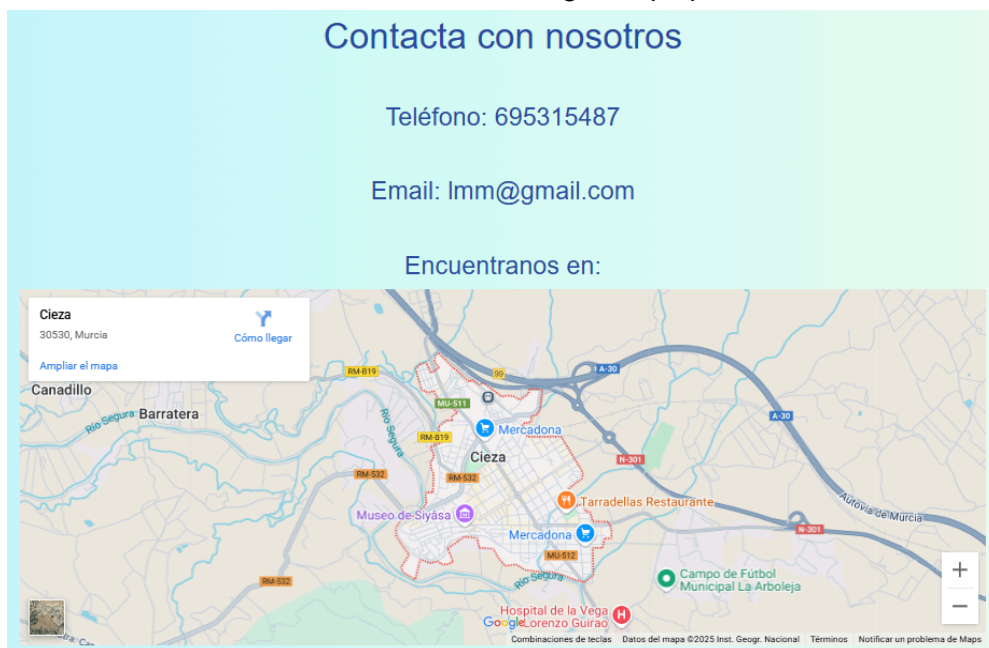 Contacta con nosotros
Teléfono: 695315487
Email: lmm@gmail.com
Encuentranos en:
Cieza
30530, Murcia
Cómo llegar
Ampliar el mapa
Canadillo
Barratera
Río Segura
RM-B19
99
A-30
MU-511
Río Segura
Mercadona
A-30
RM-B19
Cieza
N-301
RM-532
RM-532
Tarradellas Restaurante
Autovía de Murcia
Museo de Siyâsa
N-301
Mercadona
MU-512
RM-532
Río Segura
Campo de Fútbol
Municipal La Arboleja
Hospital de la Vega
Lorenzo Guirao
Google
Combinaciones de teclas
Datos del mapa ©2025 Inst. Geogr. Nacional
Términos
Notificar un problema de Maps